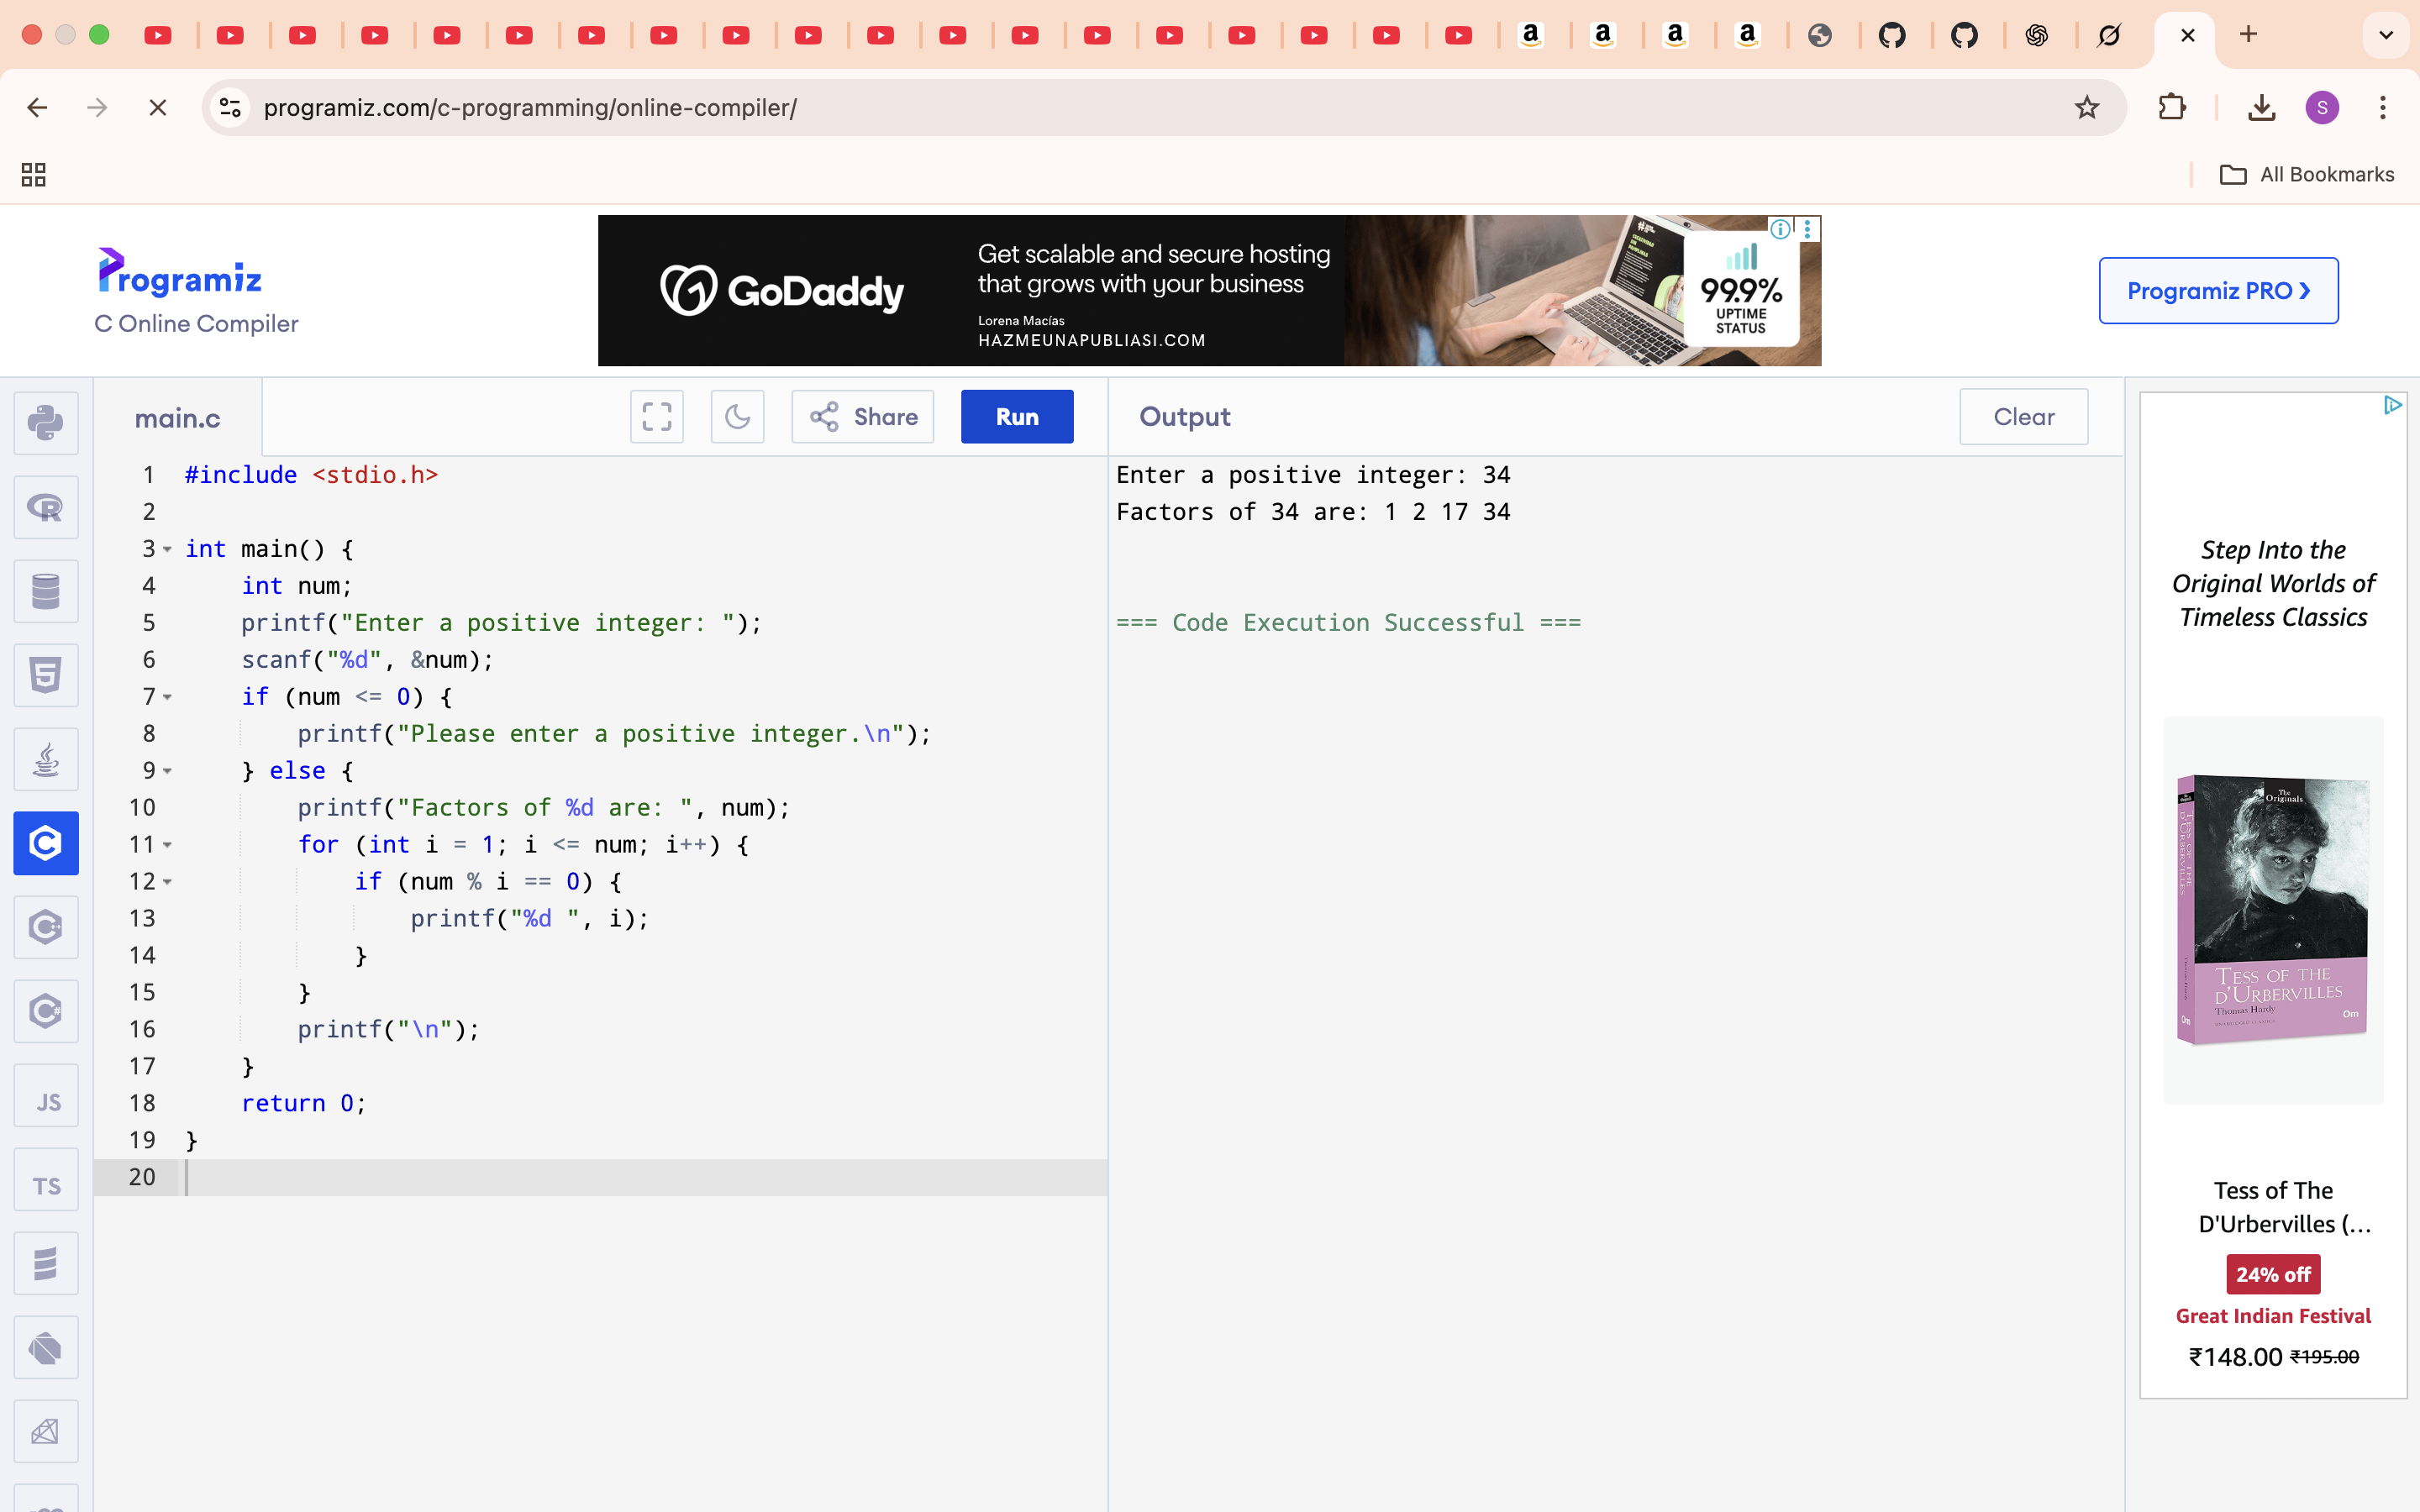 programiz.com/c-programming/online-compiler/
S
All Bookmarks
Programiz
C Online Compiler
GoDaddy
Get scalable and secure hosting
that grows with your business
Lorena Macías
HAZMEUNAPUBLIASI.COM
99.9%
UPTIME
STATUS
Programiz PRO ❯
main.c
Share
Run
Output
Clear
1 #include <stdio.h>
2
3 int main() {
4     int num;
5     printf("Enter a positive integer: ");
6     scanf("%d", &num);
7     if (num <= 0) {
8         printf("Please enter a positive integer.\n");
9     } else {
10         printf("Factors of %d are: ", num);
11         for (int i = 1; i <= num; i++) {
12             if (num % i == 0) {
13                 printf("%d ", i);
14             }
15         }
16         printf("\n");
17     }
18     return 0;
19 }
20
Enter a positive integer: 34
Factors of 34 are: 1 2 17 34
=== Code Execution Successful ===
JS
TS
Step Into the
Original Worlds of
Timeless Classics
The
Originals
TESS OF THE D'URBERVILLES
TESS OF THE
D'URBERVILLES
Thomas Hardy
Om
Om
Tess of The
D'Urbervilles (...
24% off
Great Indian Festival
₹148.00 ₹195.00